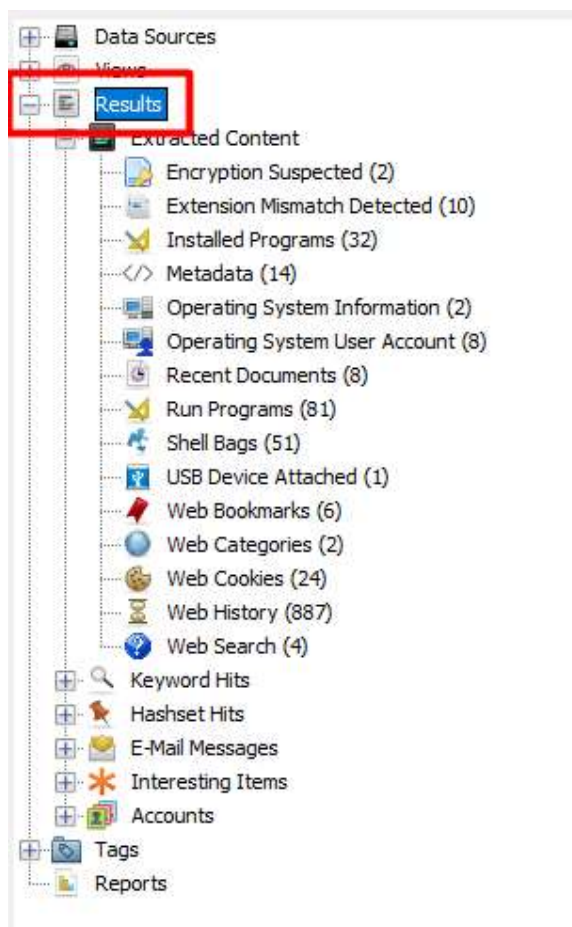 Data Sources
Views
Results
Extracted Content
Encryption Suspected (2)
Extension Mismatch Detected (10)
Installed Programs (32)
</> Metadata (14)
Operating System Information (2)
Operating System User Account (8)
Recent Documents (8)
Run Programs (81)
Shell Bags (51)
USB Device Attached (1)
Web Bookmarks (6)
Web Categories (2)
Web Cookies (24)
Web History (887)
Web Search (4)
Keyword Hits
Hashset Hits
E-Mail Messages
Interesting Items
Accounts
Tags
Reports